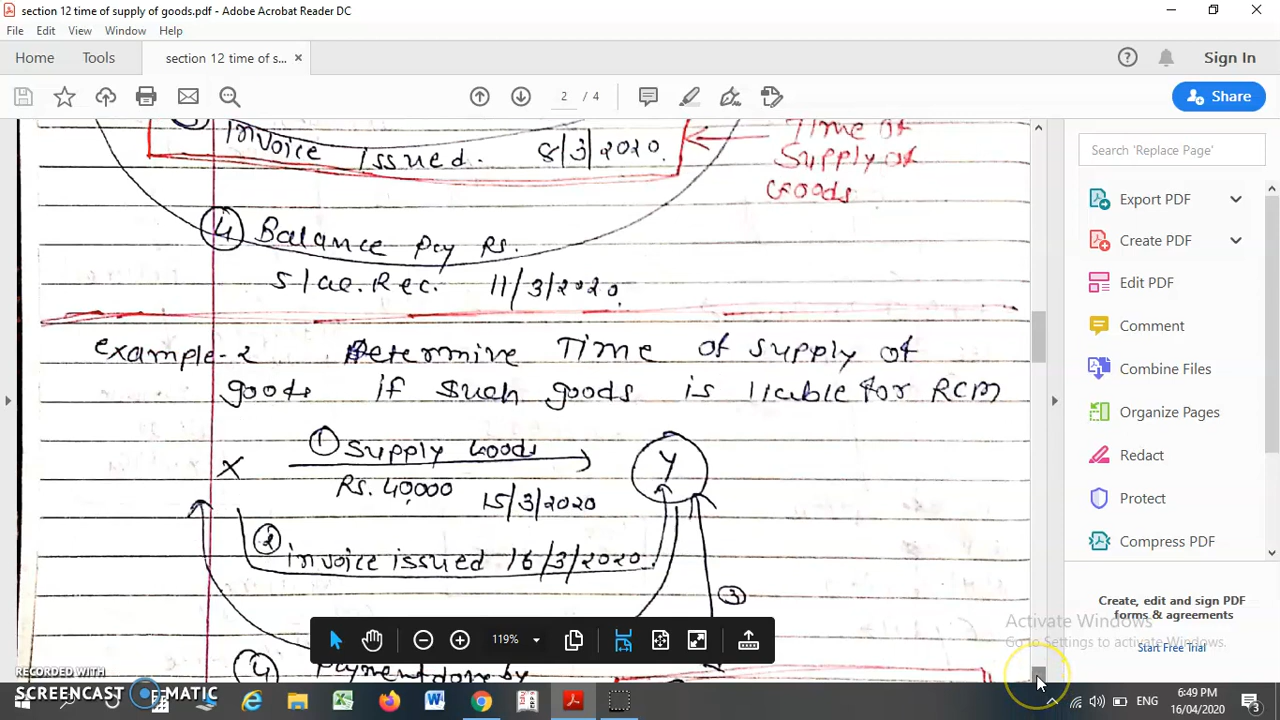 section 12 time of supply of goods.pdf - Adobe Acrobat Reader DC
File Edit View Window Help
Home Tools section 12 time of s... × Sign In
2 / 4 Share
Invoice Issued. 8/3/2020.
Time of
Supply of
Goods
4 Balance Pay Rs.
5 lac. Rec. 11/3/2020.
example-2 Determine Time of supply of
goods if such goods is liable for RCM
1 Supply Goods
X Y
Rs. 40,000 15/3/2020
2 invoice issued 16/3/2020.
3
4 Payment done by
119%
Search 'Replace Page'
Export PDF
Create PDF
Edit PDF
Comment
Combine Files
Organize Pages
Redact
Protect
Compress PDF
Create, edit and sign PDF
forms & agreements
Start Free Trial
Activate Windows
Go to Settings to activate Windows.
RECORDED WITH
SCREENCAST MATIC
ENG
6:49 PM
16/04/2020
3